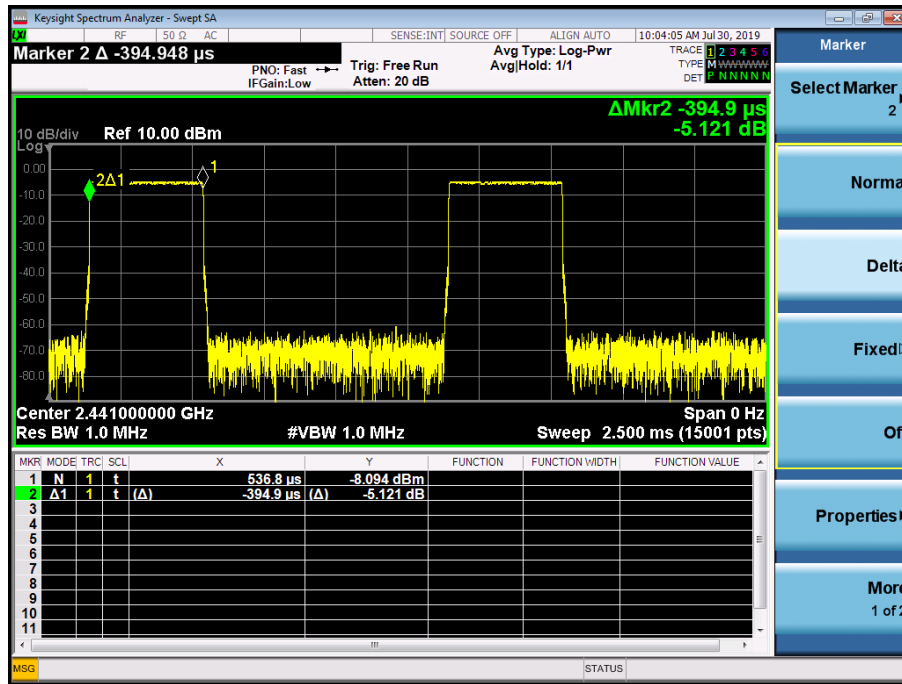 Keysight Spectrum Analyzer - Swept SA
LXI RF 50 Ω AC SENSE:INT SOURCE OFF ALIGN AUTO 10:04:05 AM Jul 30, 2019
Marker 2 Δ -394.948 µs
PNO: Fast
IFGain:Low
Trig: Free Run
Atten: 20 dB
Avg Type: Log-Pwr
Avg|Hold: 1/1
TRACE 1 2 3 4 5 6
TYPE M WWWWW
DET P N N N N N
ΔMkr2 -394.9 µs
-5.121 dB
10 dB/div Ref 10.00 dBm
Log
0.00
-10.0
-20.0
-30.0
-40.0
-50.0
-60.0
-70.0
-80.0
2Δ1
1
Center 2.441000000 GHz Span 0 Hz
Res BW 1.0 MHz #VBW 1.0 MHz Sweep 2.500 ms (15001 pts)
MKR MODE TRC SCL X Y FUNCTION FUNCTION WIDTH FUNCTION VALUE
1 N 1 t 536.8 µs -8.094 dBm
2 Δ1 1 t (Δ) -394.9 µs (Δ) -5.121 dB
3
4
5
6
7
8
9
10
11
MSG STATUS
Marker
Select Marker
2
Norma
Delta
Fixed
Of
Properties
More
1 of 2